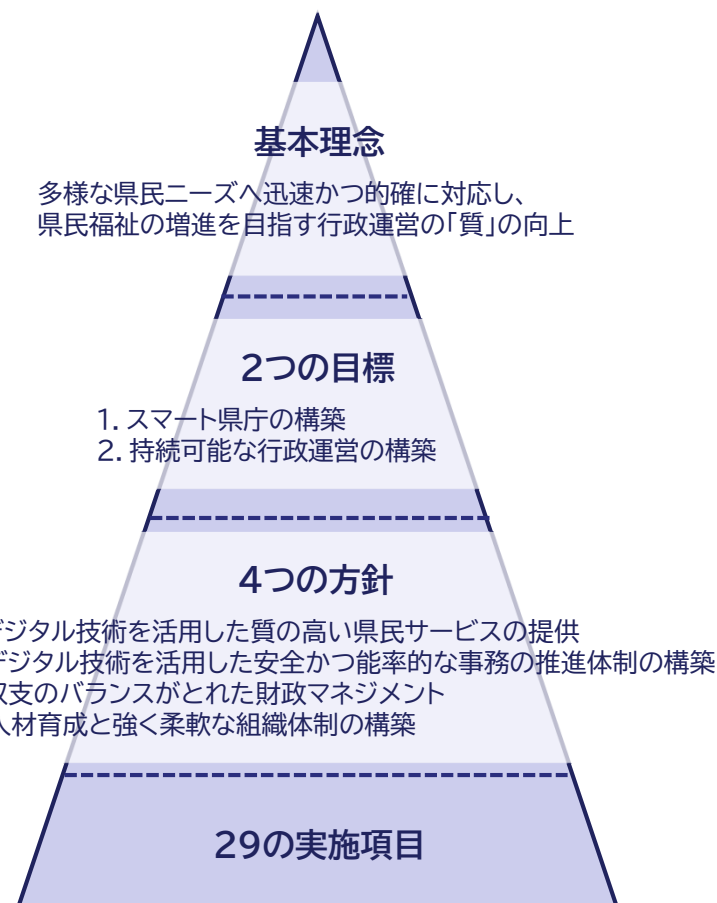 基本理念
多様な県民ニーズへ迅速かつ的確に対応し、
県民福祉の増進を目指す行政運営の「質」の向上
2つの目標
1. スマート県庁の構築
2. 持続可能な行政運営の構築
4つの方針
デジタル技術を活用した質の高い県民サービスの提供
デジタル技術を活用した安全かつ能率的な事務の推進体制の構築
収支のバランスがとれた財政マネジメント
人材育成と強く柔軟な組織体制の構築
29の実施項目